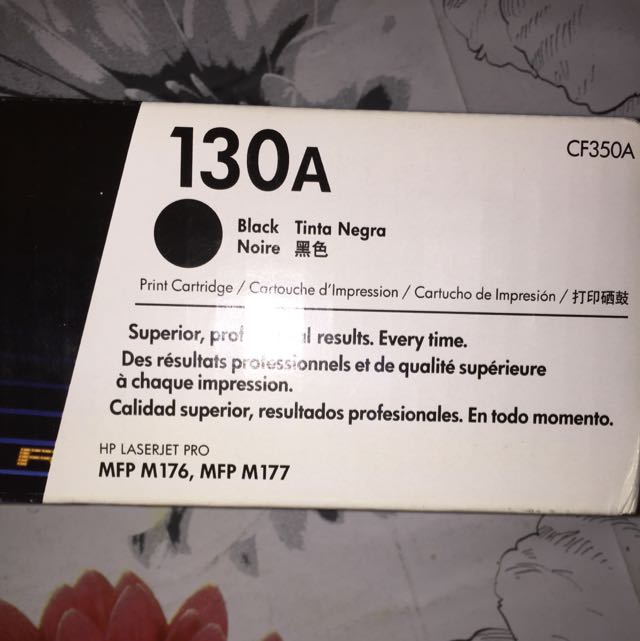 130A
CF350A
Black Tinta Negra
Noire 黑色
Print Cartridge / Cartouche d'Impression / Cartucho de Impresión / 打印硒鼓
Superior, prof al results. Every time.
Des résultats professionnels et de qualité supérieure
à chaque impression.
Calidad superior, resultados profesionales. En todo momento.
HP LASERJET PRO
MFP M176, MFP M177